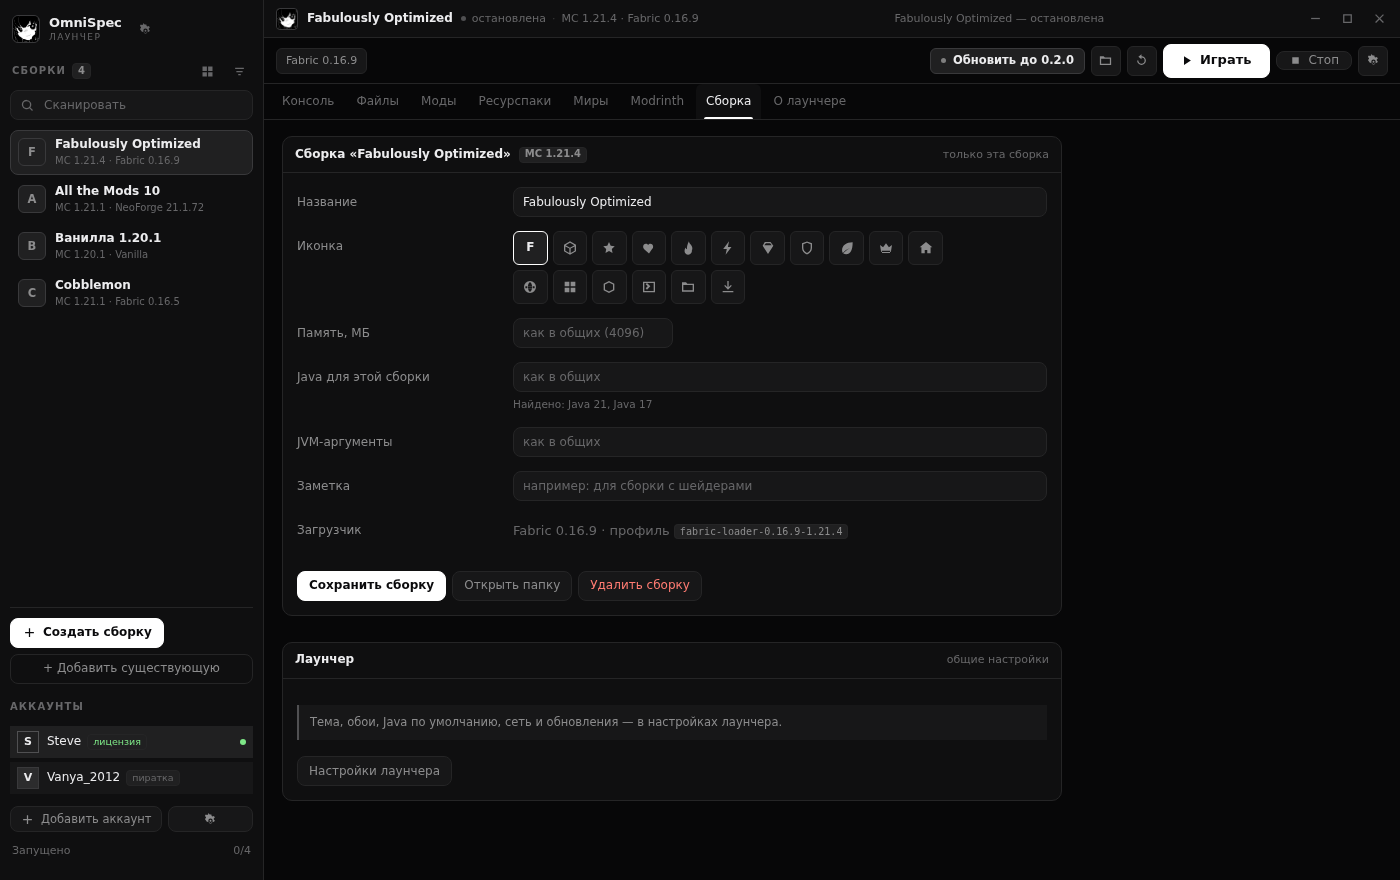 OmniSpec
ЛАУНЧЕР
СБОРКИ 4
Сканировать
F Fabulously Optimized
MC 1.21.4 · Fabric 0.16.9
A All the Mods 10
MC 1.21.1 · NeoForge 21.1.72
B Ванилла 1.20.1
MC 1.20.1 · Vanilla
C Cobblemon
MC 1.21.1 · Fabric 0.16.5
+ Создать сборку
+ Добавить существующую
АККАУНТЫ
S Steve лицензия
V Vanya_2012 пиратка
+ Добавить аккаунт
Запущено 0/4
Fabulously Optimized остановлена · MC 1.21.4 · Fabric 0.16.9
Fabulously Optimized — остановлена
Fabric 0.16.9
Обновить до 0.2.0
Играть
Стоп
Консоль Файлы Моды Ресурспаки Миры Modrinth Сборка О лаунчере
Сборка «Fabulously Optimized» MC 1.21.4 только эта сборка
Название Fabulously Optimized
Иконка F
Память, МБ как в общих (4096)
Java для этой сборки как в общих
Найдено: Java 21, Java 17
JVM-аргументы как в общих
Заметка например: для сборки с шейдерами
Загрузчик Fabric 0.16.9 · профиль fabric-loader-0.16.9-1.21.4
Сохранить сборку Открыть папку Удалить сборку
Лаунчер общие настройки
Тема, обои, Java по умолчанию, сеть и обновления — в настройках лаунчера.
Настройки лаунчера